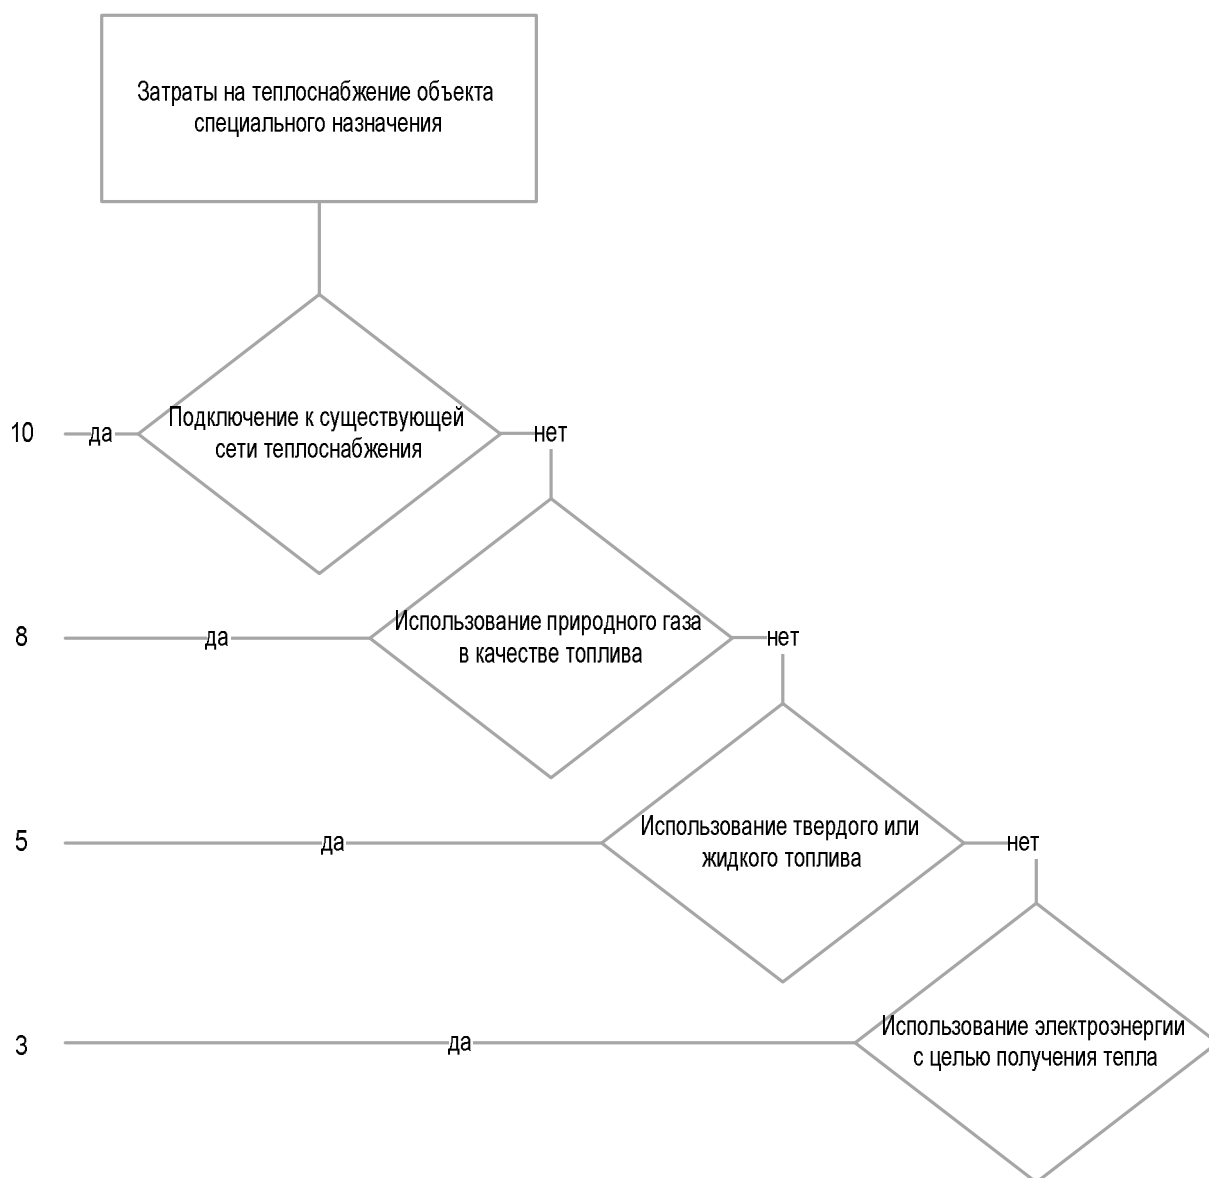 Затраты на теплоснабжение объекта
специального назначения
10
да
Подключение к существующей
сети теплоснабжения
нет
8
да
Использование природного газа
в качестве топлива
нет
5
да
Использование твердого или
жидкого топлива
нет
3
да
Использование электроэнергии
с целью получения тепла